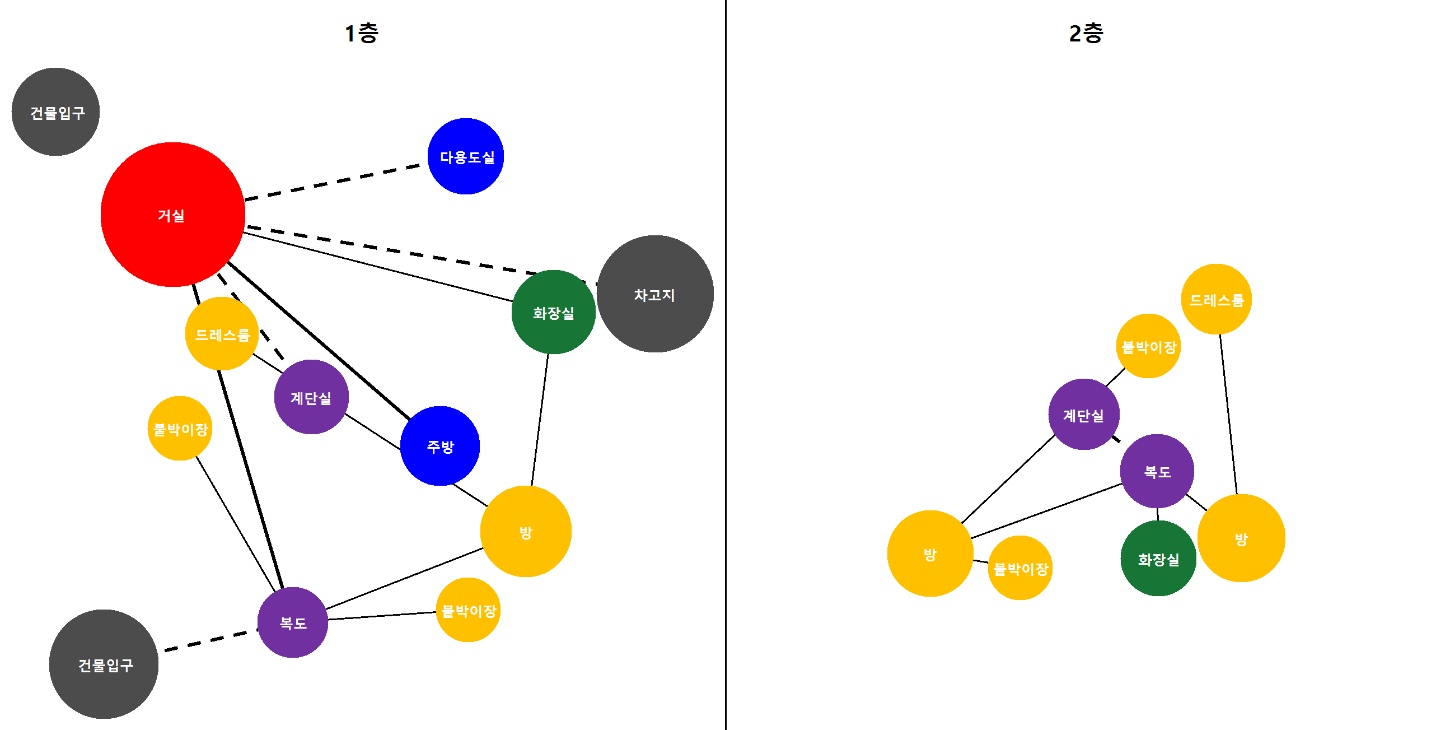 1층
건물입구
다용도실
거실
차고지
화장실
드레스룸
계단실
붙박이장
주방
방
붙박이장
복도
건물입구
2층
드레스룸
붙박이장
계단실
복도
방
방
화장실
붙박이장